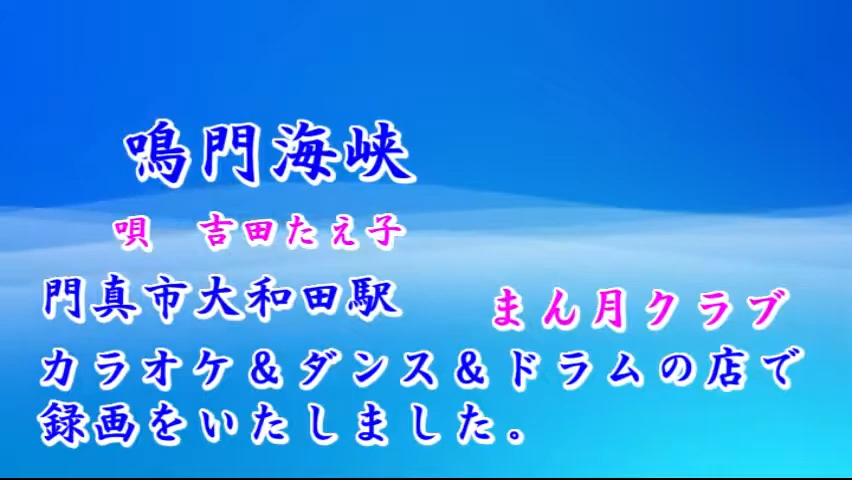 鳴門海峡
唄　吉田たえ子
門真市大和田駅　まん月クラブ
カラオケ＆ダンス＆ドラムの店で
録画をいたしました。